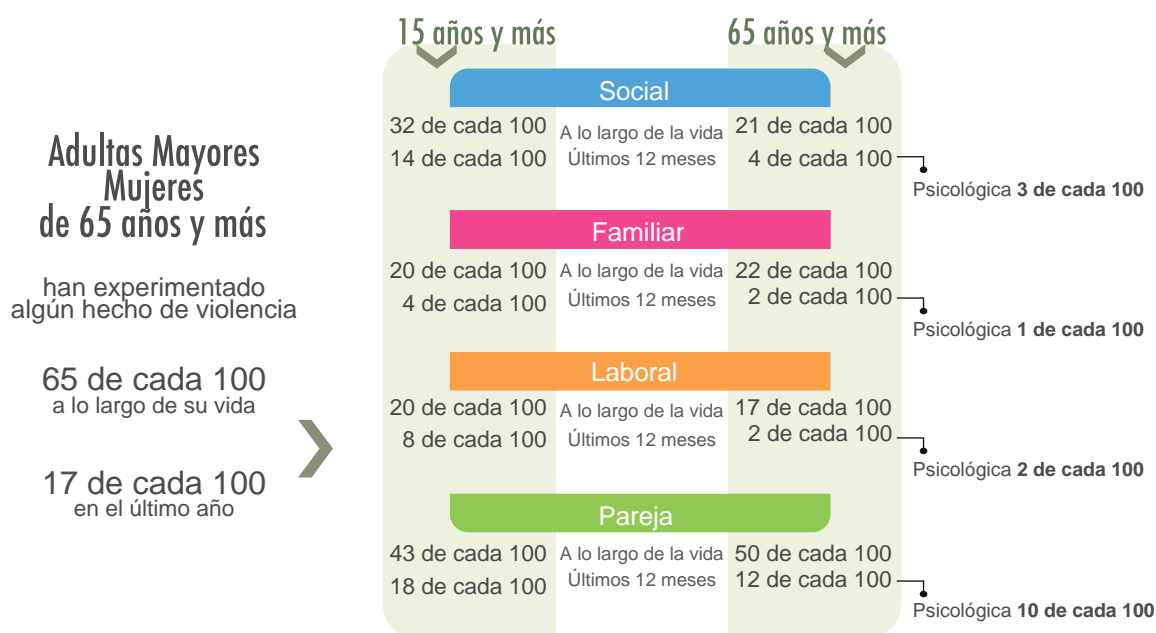 Adultas Mayores
Mujeres
de 65 años y más
han experimentado
algún hecho de violencia
65 de cada 100
a lo largo de su vida
17 de cada 100
en el último año
15 años y más
65 años y más
Social
32 de cada 100 A lo largo de la vida 21 de cada 100
14 de cada 100 Últimos 12 meses 4 de cada 100
Psicológica 3 de cada 100
Familiar
20 de cada 100 A lo largo de la vida 22 de cada 100
4 de cada 100 Últimos 12 meses 2 de cada 100
Psicológica 1 de cada 100
Laboral
20 de cada 100 A lo largo de la vida 17 de cada 100
8 de cada 100 Últimos 12 meses 2 de cada 100
Psicológica 2 de cada 100
Pareja
43 de cada 100 A lo largo de la vida 50 de cada 100
18 de cada 100 Últimos 12 meses 12 de cada 100
Psicológica 10 de cada 100